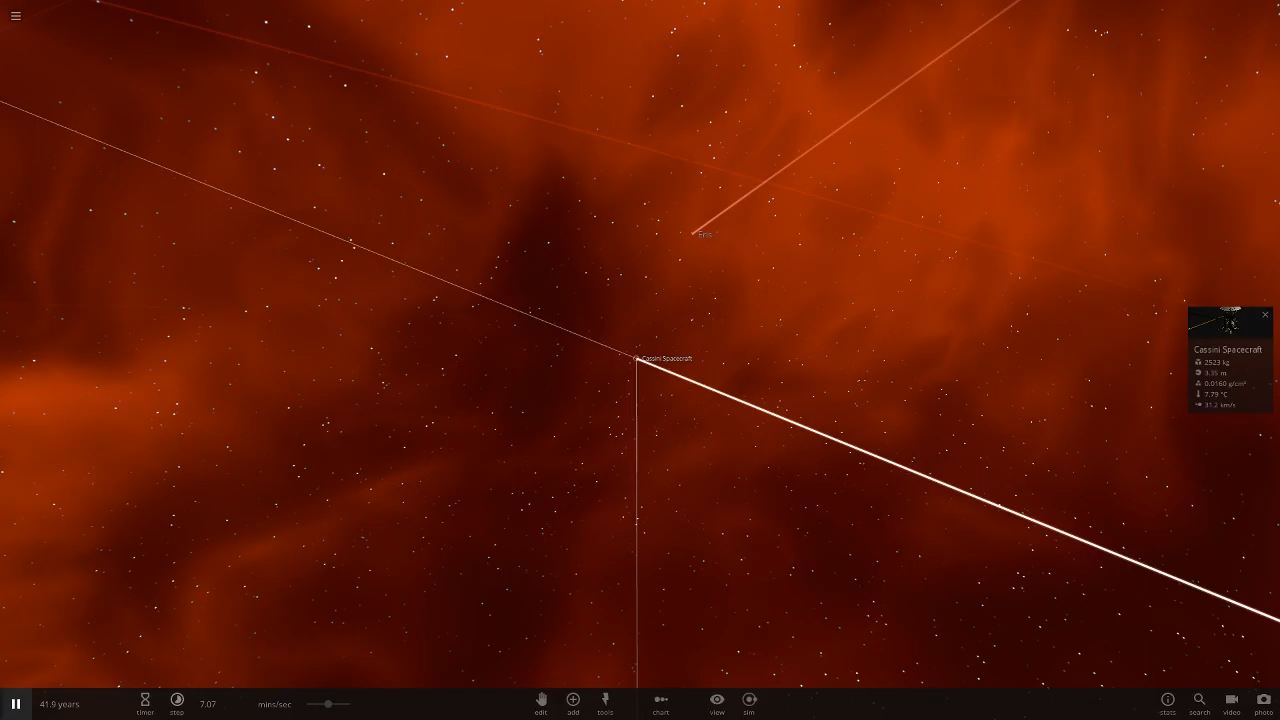 Eris
Cassini Spacecraft
Cassini Spacecraft
2523 kg
3.35 m
0.0160 g/cm³
7.79 °C
31.2 km/s
41.9 years
timer
step
7.07
mins/sec
edit
add
tools
chart
view
sim
stats
search
video
photo